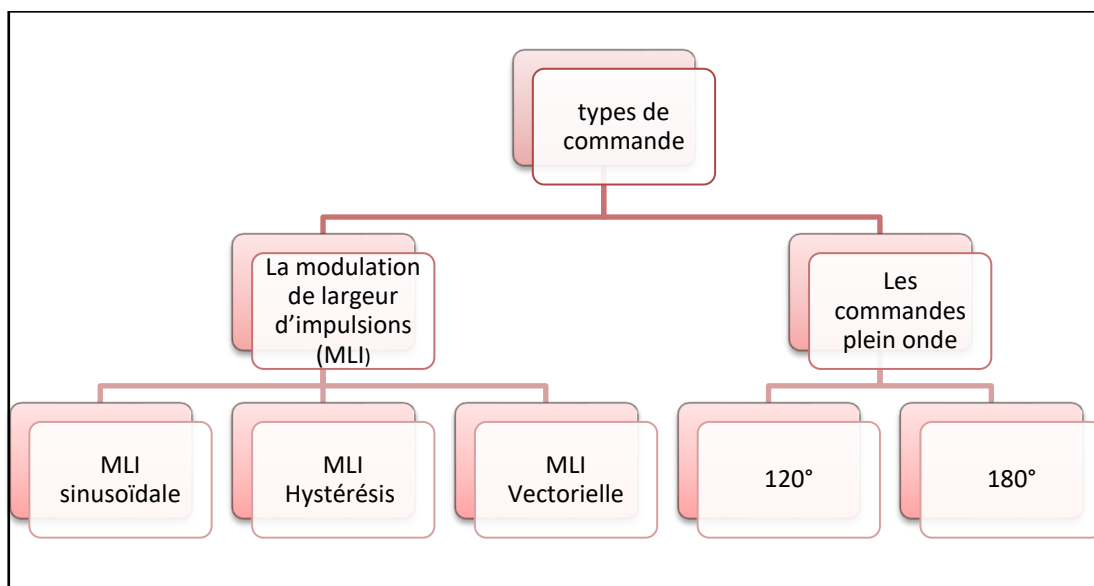 types de
commande
La modulation
de largeur
d’impulsions
(MLI)
Les
commandes
plein onde
MLI
sinusoïdale
MLI
Hystérésis
MLI
Vectorielle
120°
180°